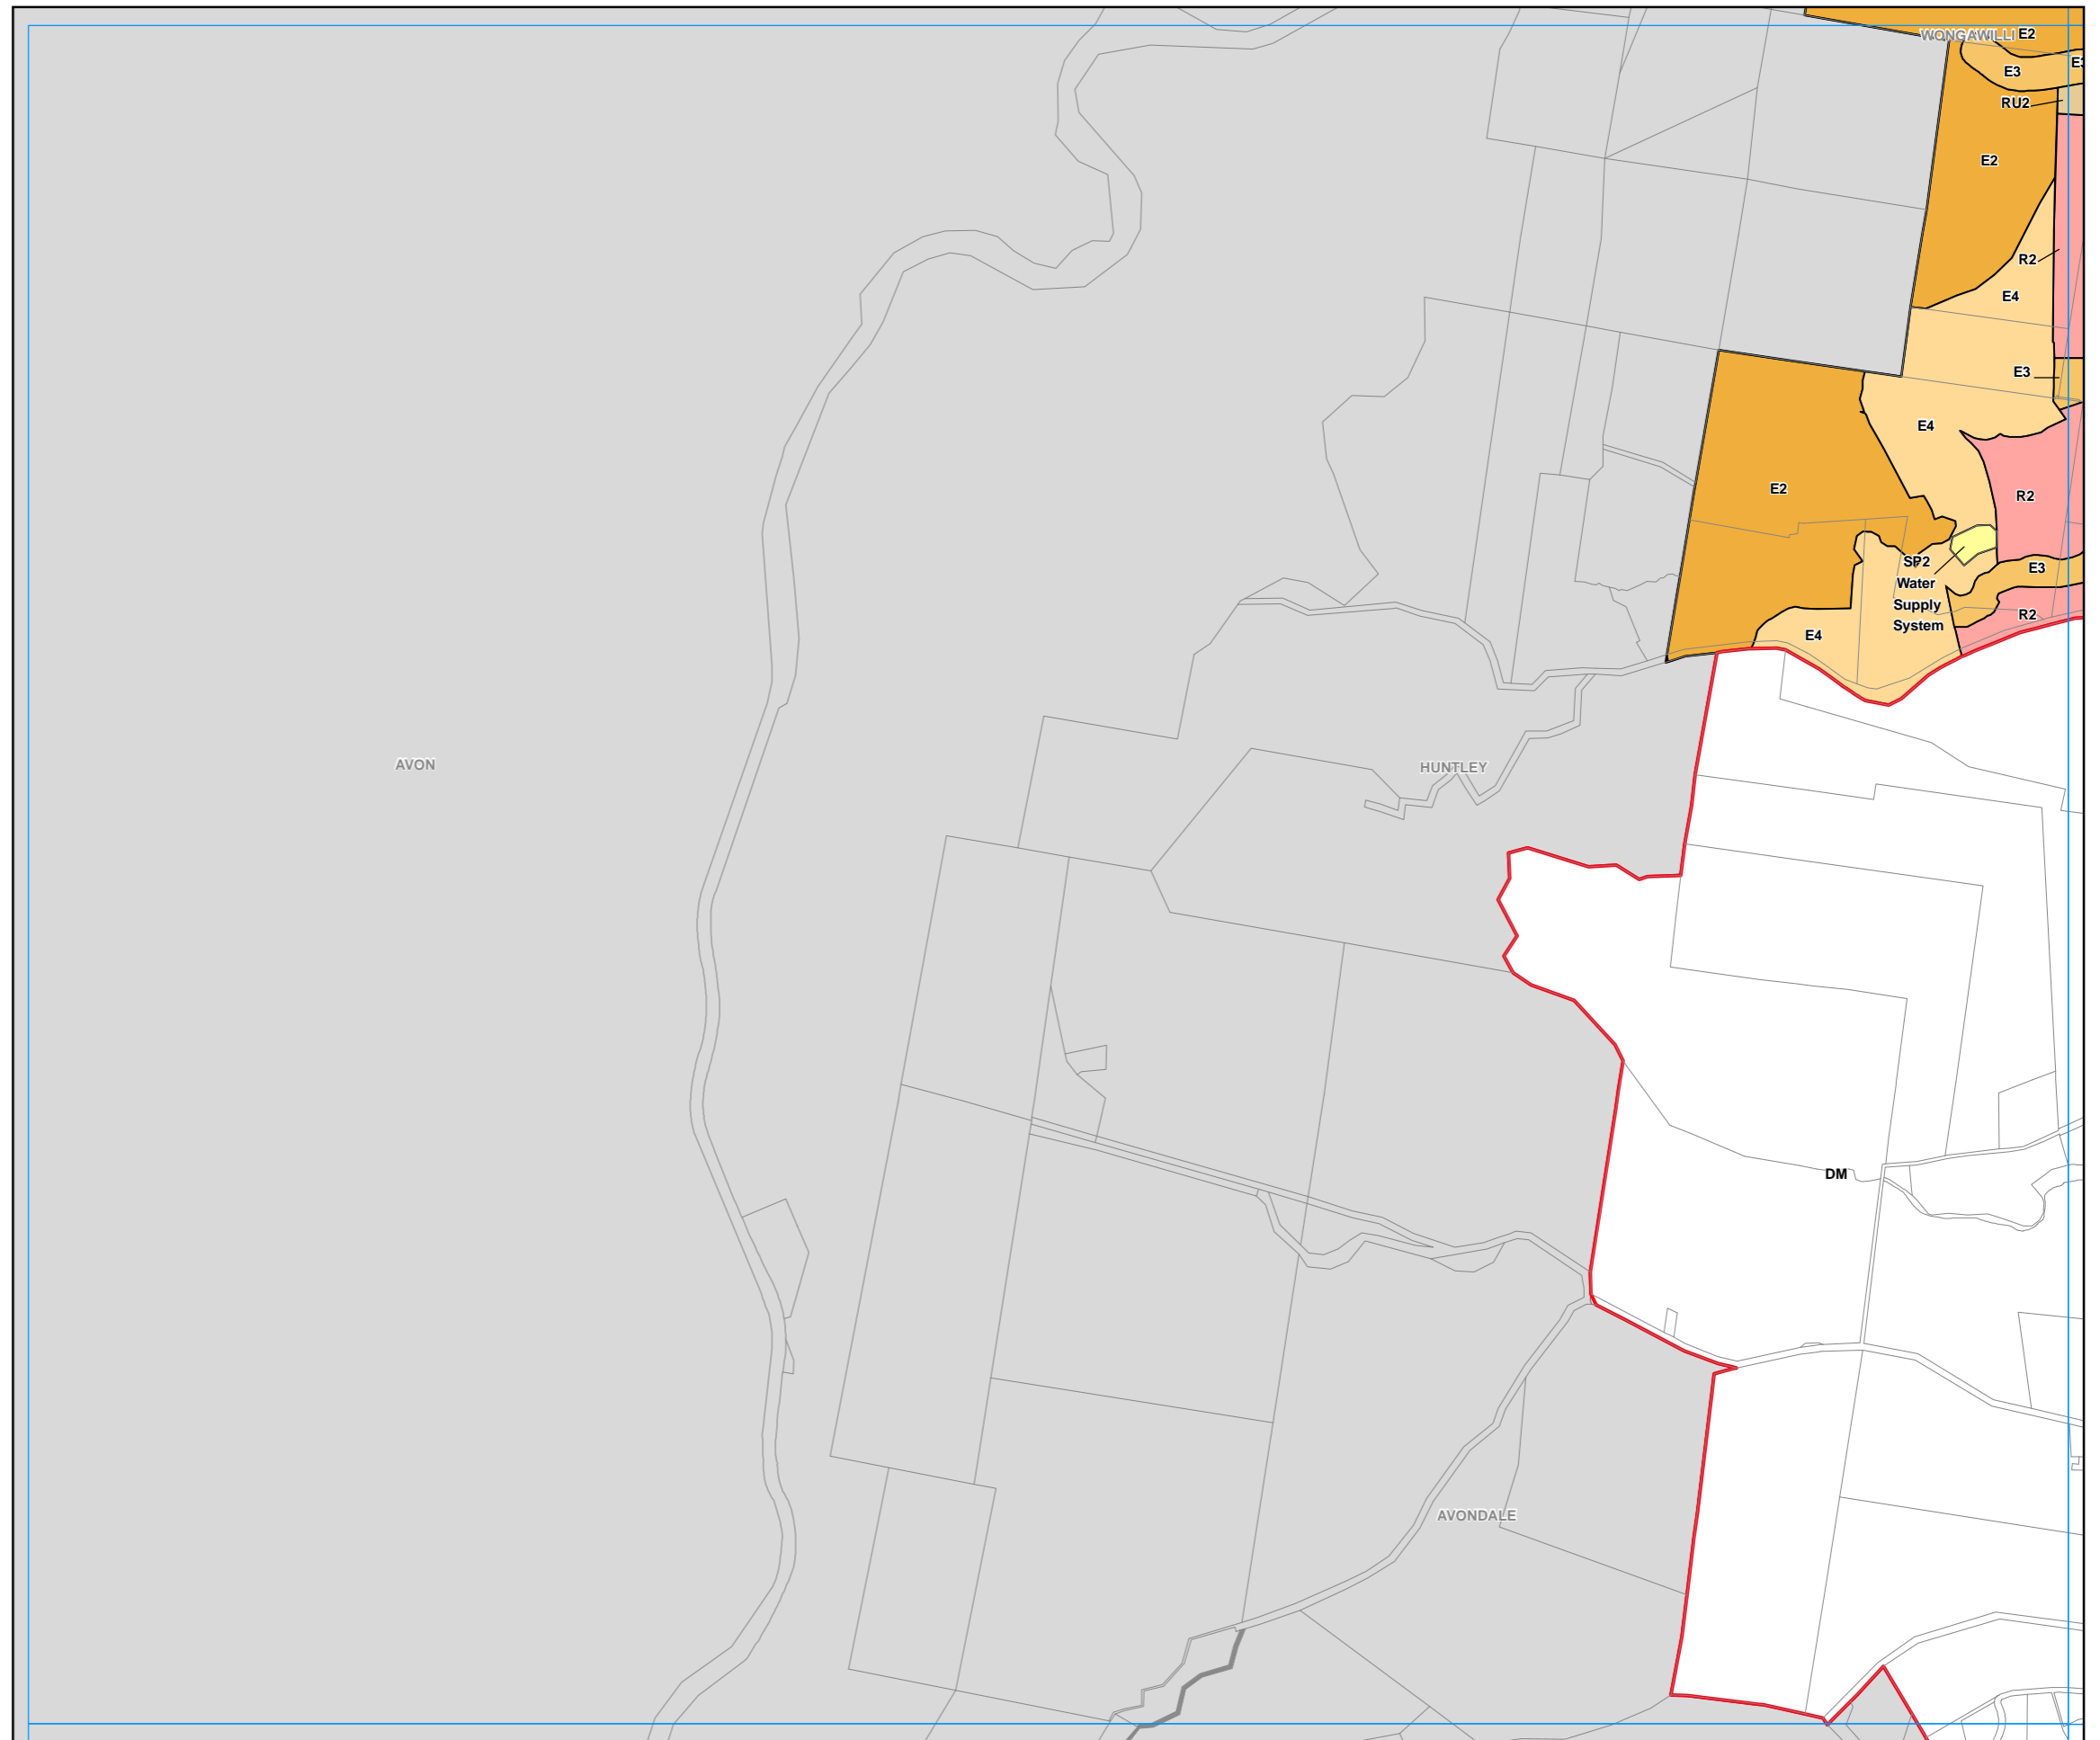 WONGAWILLI
E2
E3
E3
RU2
E2
R2
E4
E3
E4
E2
R2
SP2
Water
Supply
System
E3
R2
E4
AVON
HUNTLEY
DM
AVONDALE